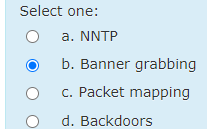 Select one:
a. NNTP
b. Banner grabbing
c. Packet mapping
d. Backdoors